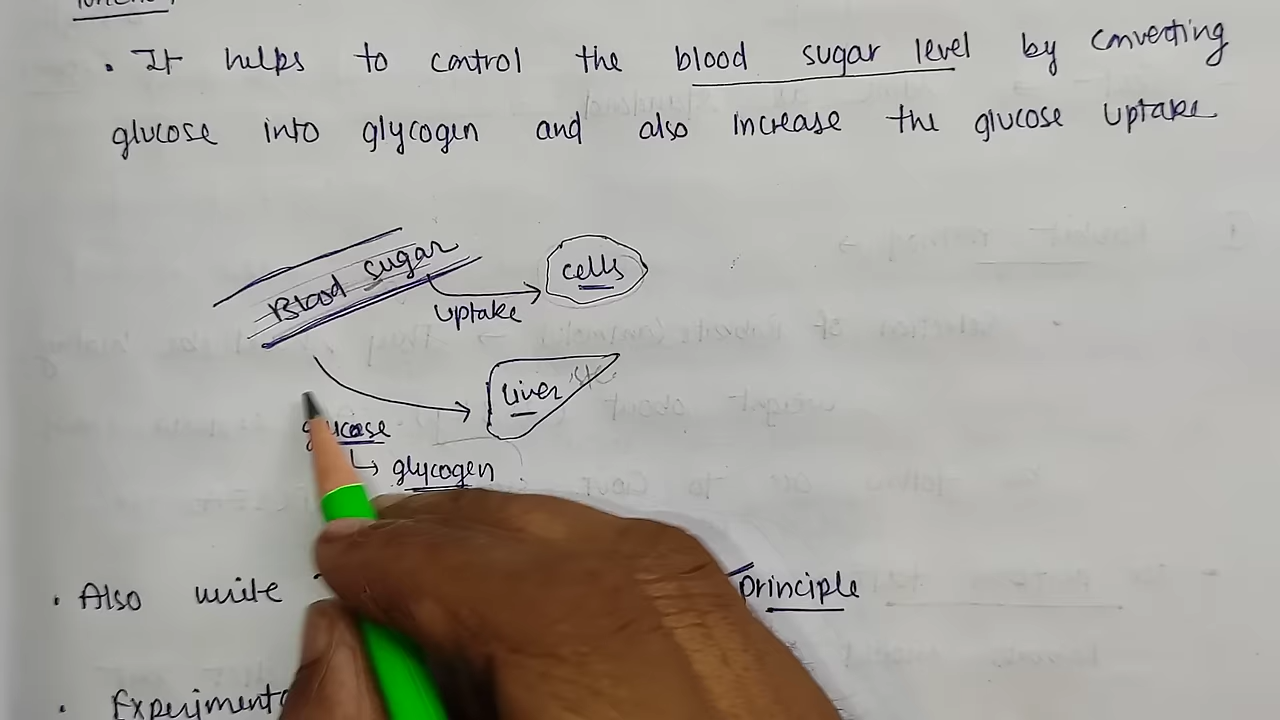 . It helps to control the blood sugar level by converting
glucose into glycogen and also increase the glucose uptake
Blood sugar
cells
uptake
Liver
glucose
↳ glycogen
. Also write principle
. Experimenta